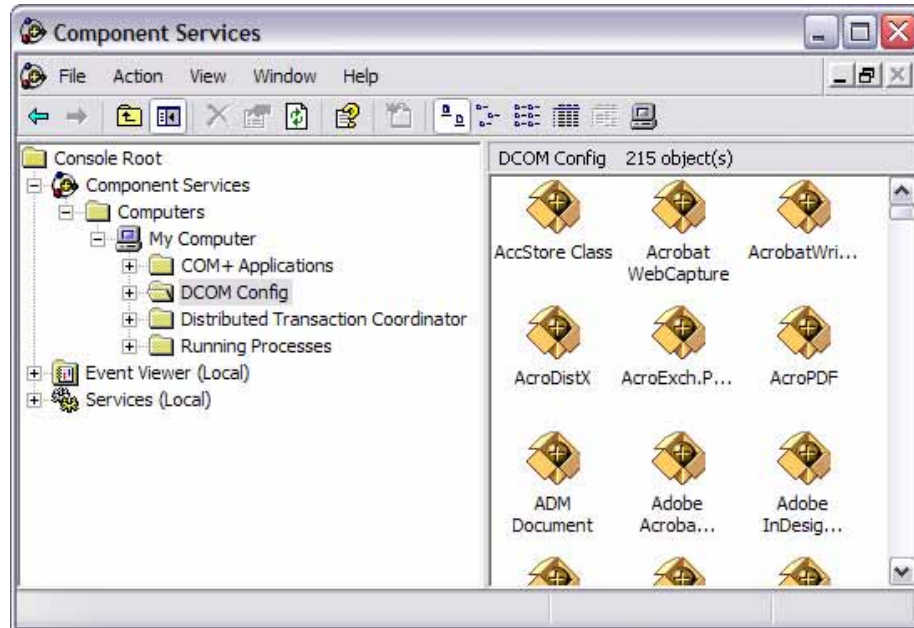 Component Services
File Action View Window Help
Console Root
Component Services
Computers
My Computer
COM+ Applications
DCOM Config
Distributed Transaction Coordinator
Running Processes
Event Viewer (Local)
Services (Local)
DCOM Config 215 object(s)
AccStore Class
Acrobat
WebCapture
AcrobatWri...
AcroDistX
AcroExch.P...
AcroPDF
ADM
Document
Adobe
Acroba...
Adobe
InDesig...